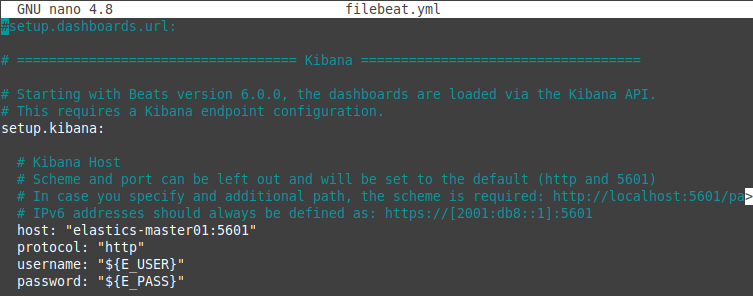 GNU nano 4.8 filebeat.yml
#setup.dashboards.url:
# =================================== Kibana ===================================
# Starting with Beats version 6.0.0, the dashboards are loaded via the Kibana API.
# This requires a Kibana endpoint configuration.
setup.kibana:
# Kibana Host
# Scheme and port can be left out and will be set to the default (http and 5601)
# In case you specify and additional path, the scheme is required: http://localhost:5601/pa>
# IPv6 addresses should always be defined as: https://[2001:db8::1]:5601
host: "elastics-master01:5601"
protocol: "http"
username: "${E_USER}"
password: "${E_PASS}"